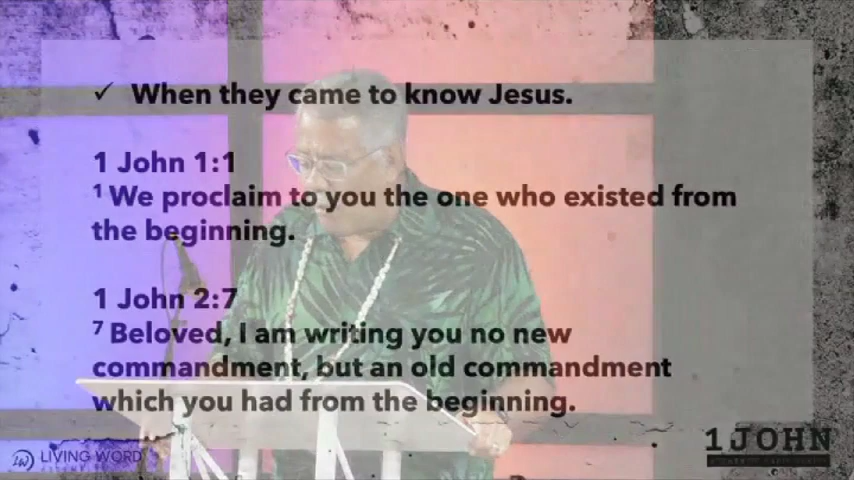 ✓ When they came to know Jesus.
1 John 1:1
1 We proclaim to you the one who existed from
the beginning.
1 John 2:7
7 Beloved, I am writing you no new
commandment, but an old commandment
which you had from the beginning.
LIVING WORD
1JOHN